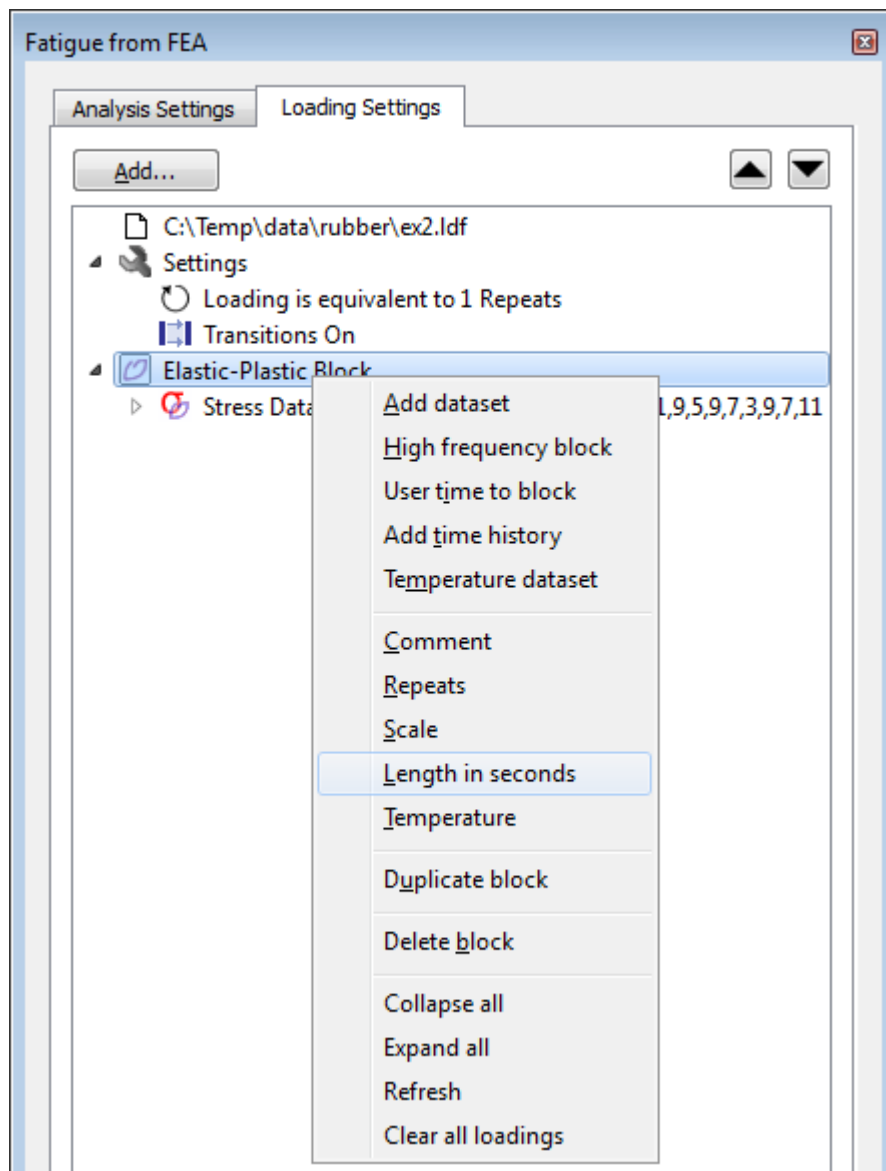 Fatigue from FEA
Analysis Settings Loading Settings
Add...
C:\Temp\data\rubber\ex2.ldf
Settings
Loading is equivalent to 1 Repeats
Transitions On
Elastic-Plastic Block
Stress Data 1,9,5,9,7,3,9,7,11
Add dataset
High frequency block
User time to block
Add time history
Temperature dataset
Comment
Repeats
Scale
Length in seconds
Temperature
Duplicate block
Delete block
Collapse all
Expand all
Refresh
Clear all loadings